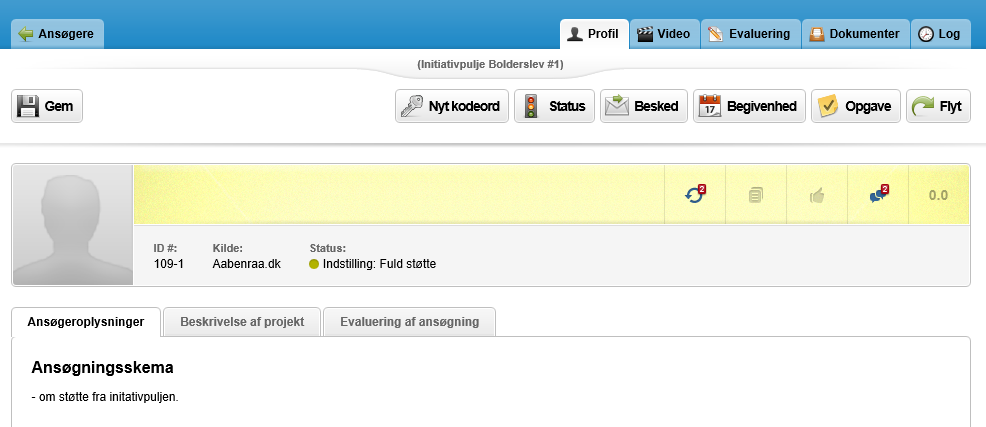 Ansøgere
Profil
Video
Evaluering
Dokumenter
Log
(Initiativpulje Bolderslev #1)
Gem
Nyt kodeord
Status
Besked
17
Begivenhed
Opgave
Flyt
2
2
0.0
ID #:
Kilde:
Status:
109-1
Aabenraa.dk
Indstilling: Fuld støtte
Ansøgeroplysninger
Beskrivelse af projekt
Evaluering af ansøgning
Ansøgningsskema
- om støtte fra initativpuljen.